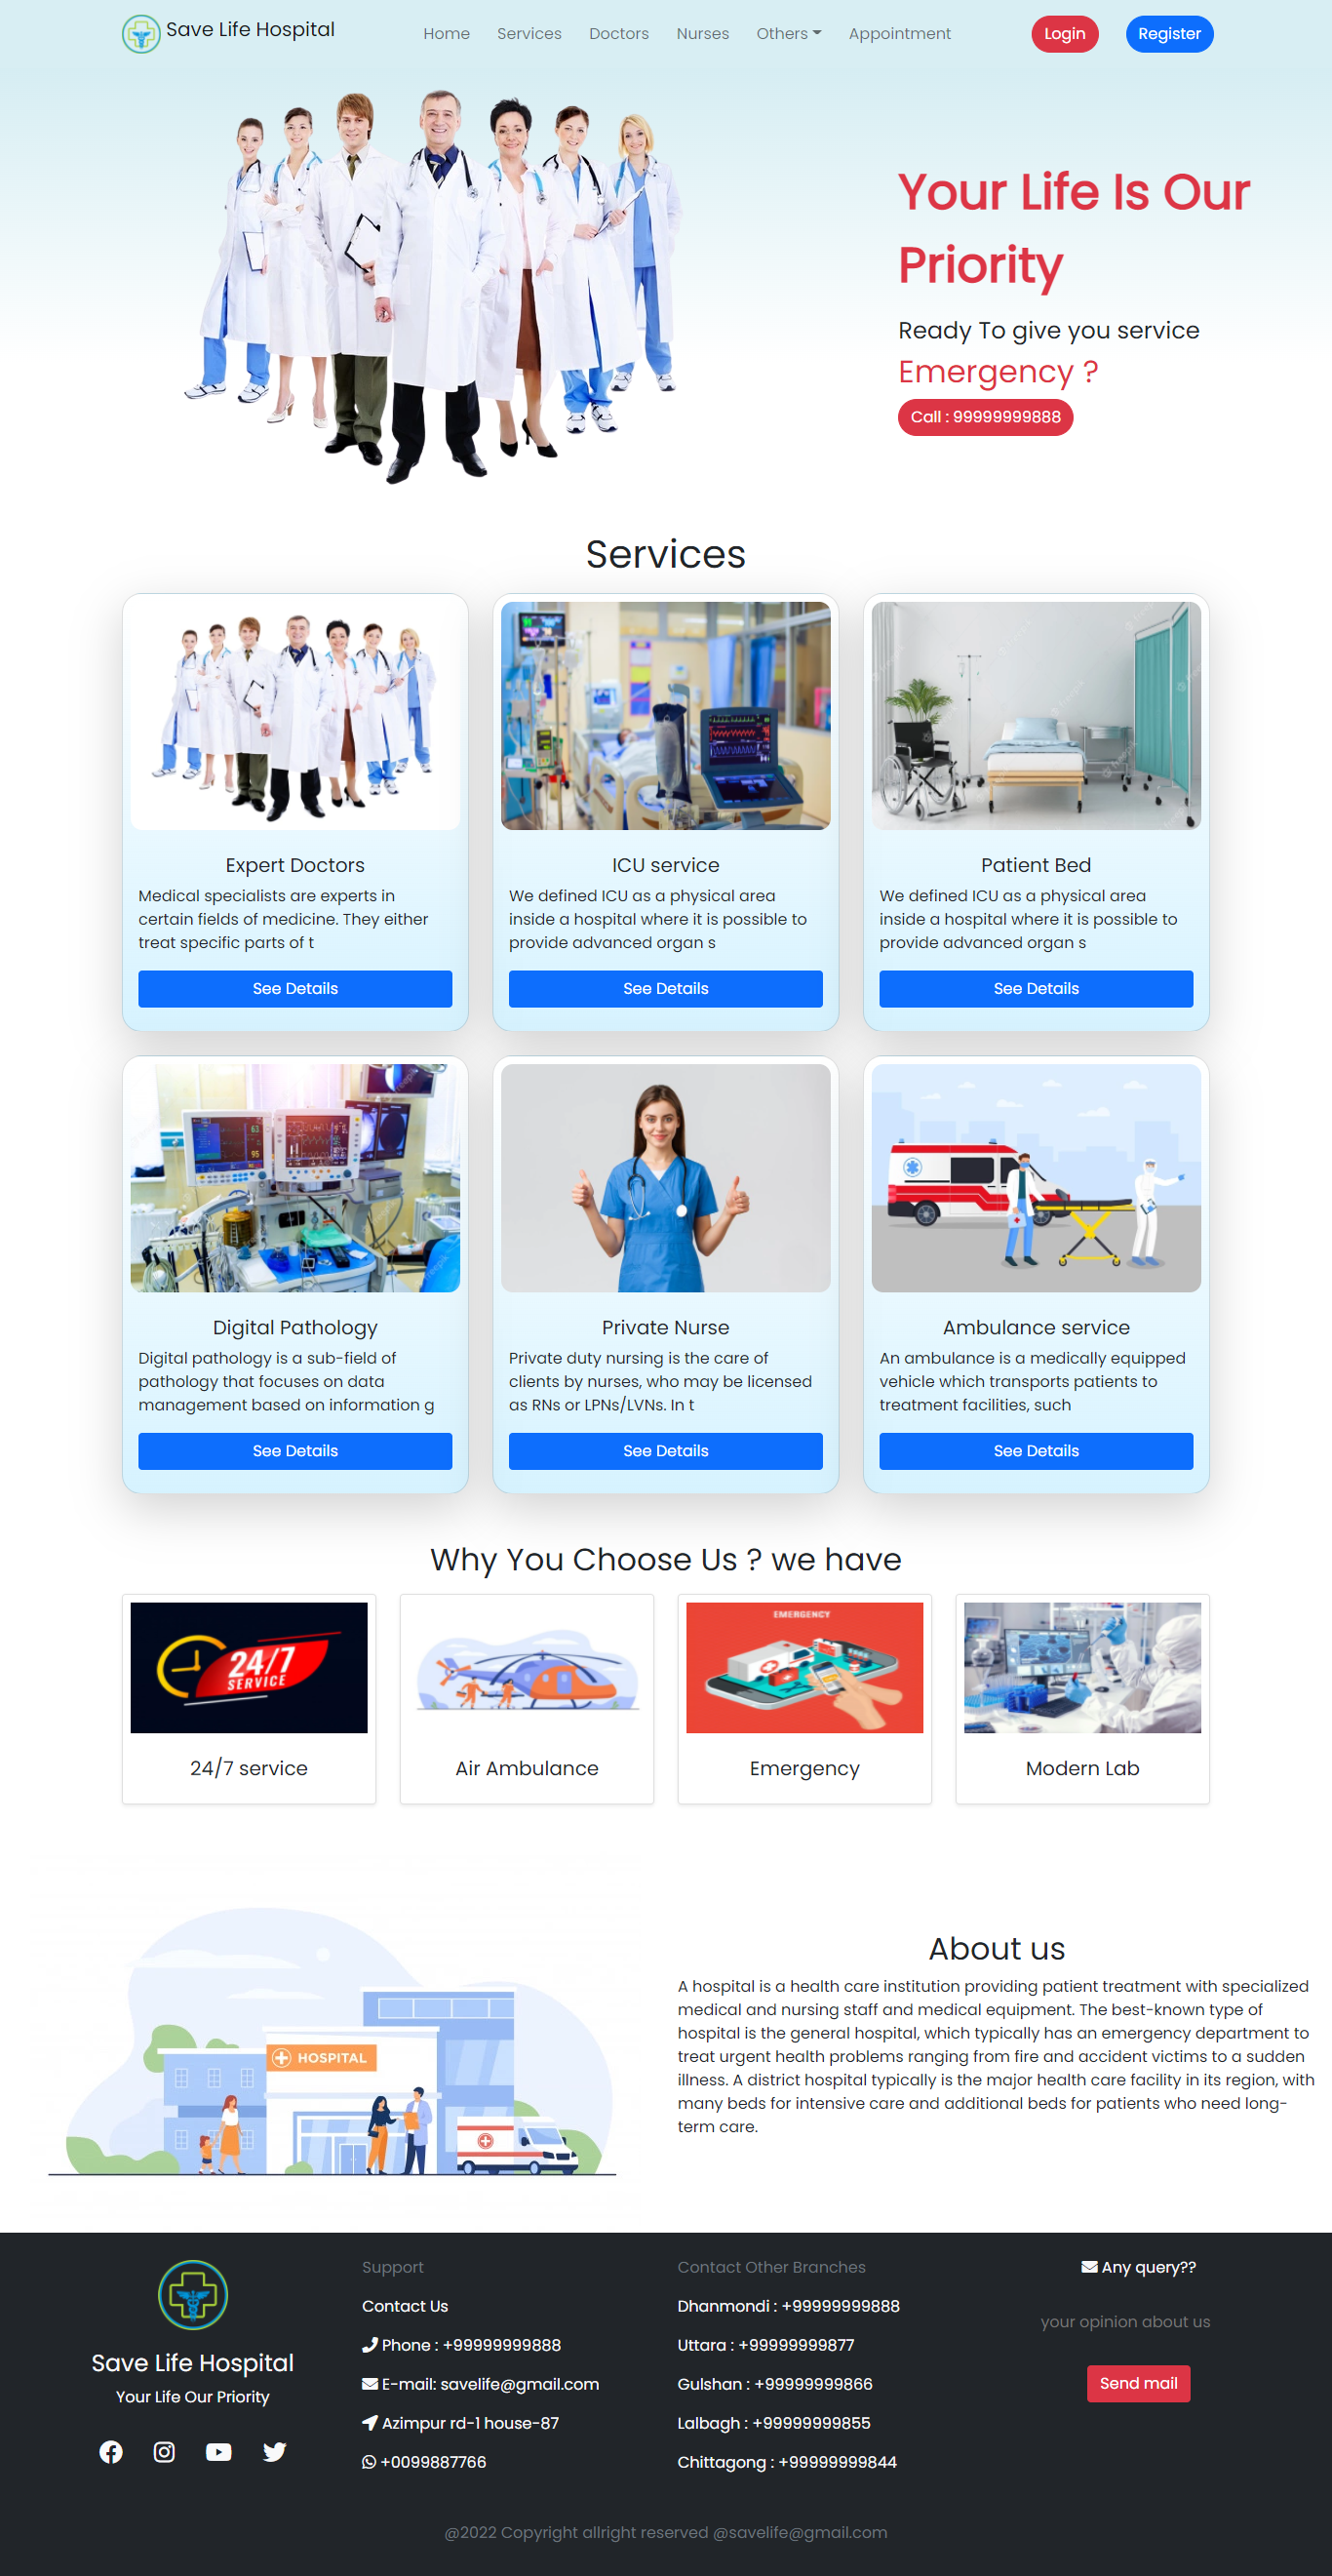 Save Life Hospital
Home
Services
Doctors
Nurses
Others
Appointment
Login
Register
Your Life Is Our
Priority
Ready To give you service
Emergency ?
Call : 99999999888
Services
Expert Doctors
Medical specialists are experts in
certain fields of medicine. They either
treat specific parts of t
See Details
ICU service
We defined ICU as a physical area
inside a hospital where it is possible to
provide advanced organ s
See Details
Patient Bed
We defined ICU as a physical area
inside a hospital where it is possible to
provide advanced organ s
See Details
Digital Pathology
Digital pathology is a sub-field of
pathology that focuses on data
management based on information g
See Details
Private Nurse
Private duty nursing is the care of
clients by nurses, who may be licensed
as RNs or LPNs/LVNs. In t
See Details
Ambulance service
An ambulance is a medically equipped
vehicle which transports patients to
treatment facilities, such
See Details
Why You Choose Us ? we have
24/7
SERVICE
24/7 service
Air Ambulance
EMERGENCY
Emergency
Modern Lab
HOSPITAL
About us
A hospital is a health care institution providing patient treatment with specialized
medical and nursing staff and medical equipment. The best-known type of
hospital is the general hospital, which typically has an emergency department to
treat urgent health problems ranging from fire and accident victims to a sudden
illness. A district hospital typically is the major health care facility in its region, with
many beds for intensive care and additional beds for patients who need long-
term care.
Save Life Hospital
Your Life Our Priority
Support
Contact Us
Phone : +99999999888
E-mail: savelife@gmail.com
Azimpur rd-1 house-87
+0099887766
Contact Other Branches
Dhanmondi : +99999999888
Uttara : +99999999877
Gulshan : +99999999866
Lalbagh : +99999999855
Chittagong : +99999999844
Any query??
your opinion about us
Send mail
@2022 Copyright allright reserved @savelife@gmail.com